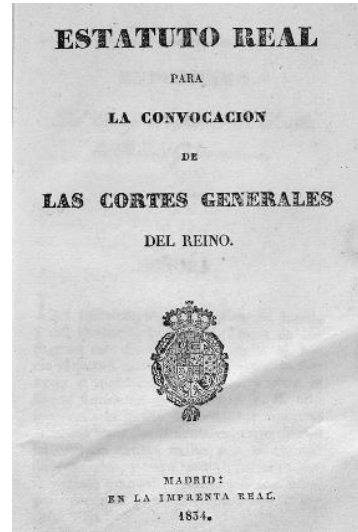 ESTATUTO REAL
PARA
LA CONVOCACION
DE
LAS CORTES GENERALES
DEL REINO.
MADRID:
EN LA IMPRENTA REAL.
1834.